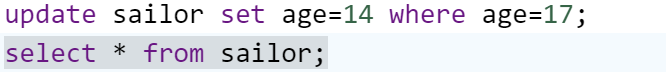 update sailor set age=14 where age=17;
select * from sailor;